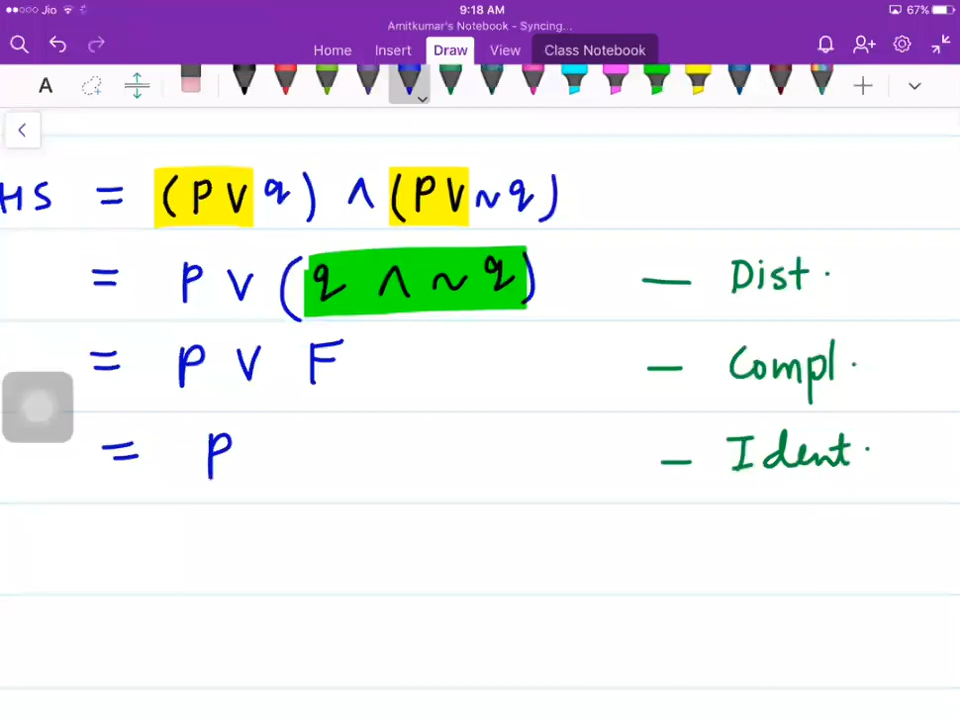 Jio 9:18 AM 67%
Amitkumar's Notebook - Syncing...
Home Insert Draw View Class Notebook
A
HS = (P ∨ q) ∧ (P ∨ ~q)
= P ∨ (q ∧ ~q) — Dist.
= P ∨ F — Compl.
= P — Ident.